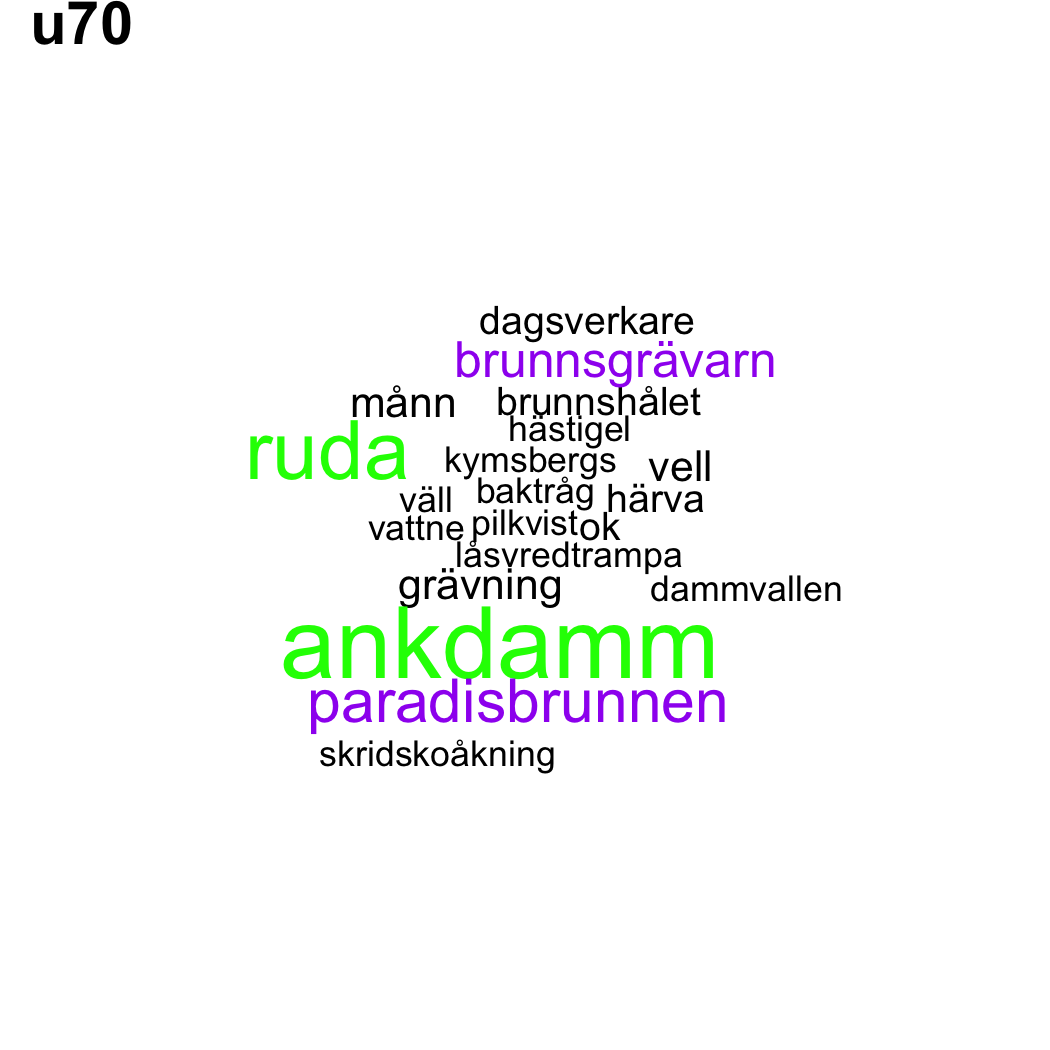 u70
dagsverkare
brunnsgrävarn
månn brunnshålet
hästigel
ruda kymsbergs vell
väll baktråg härva
vattne pilkvist ok
låsvredtrampa
grävning dammvallen
ankdamm
paradisbrunnen
skridskoåkning